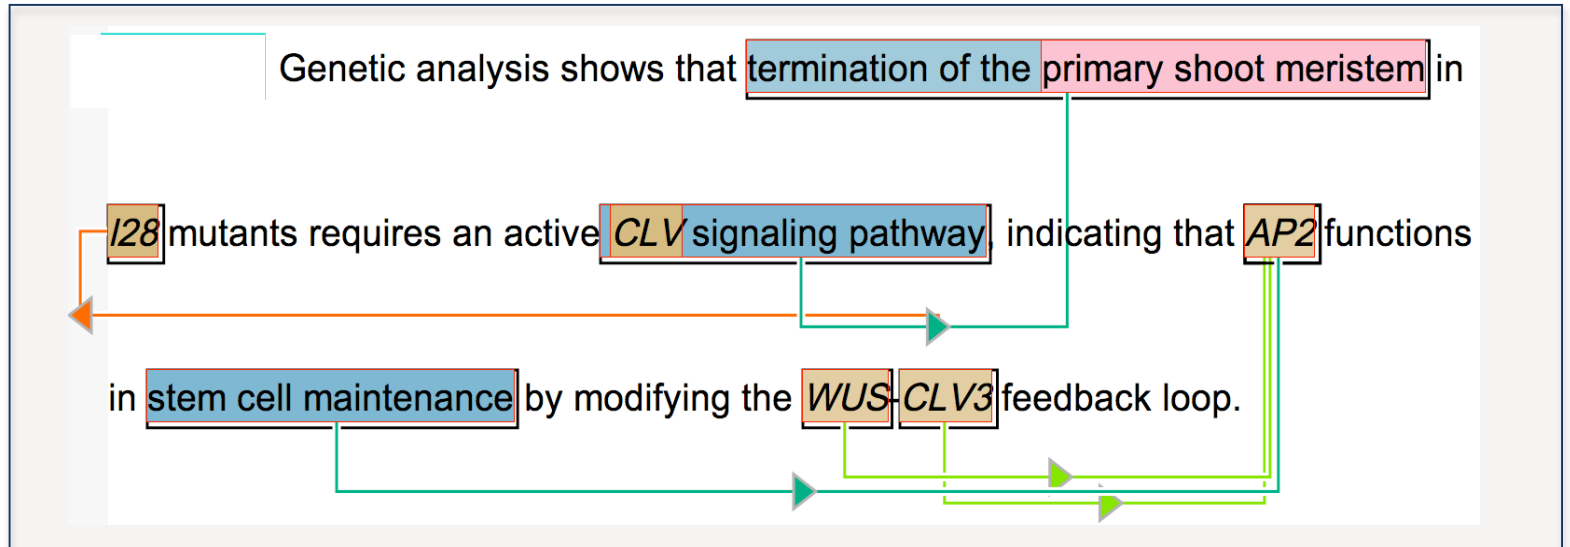 Genetic analysis shows that termination of the primary shoot meristem in
l28 mutants requires an active CLV signaling pathway, indicating that AP2 functions
in stem cell maintenance by modifying the WUS-CLV3 feedback loop.